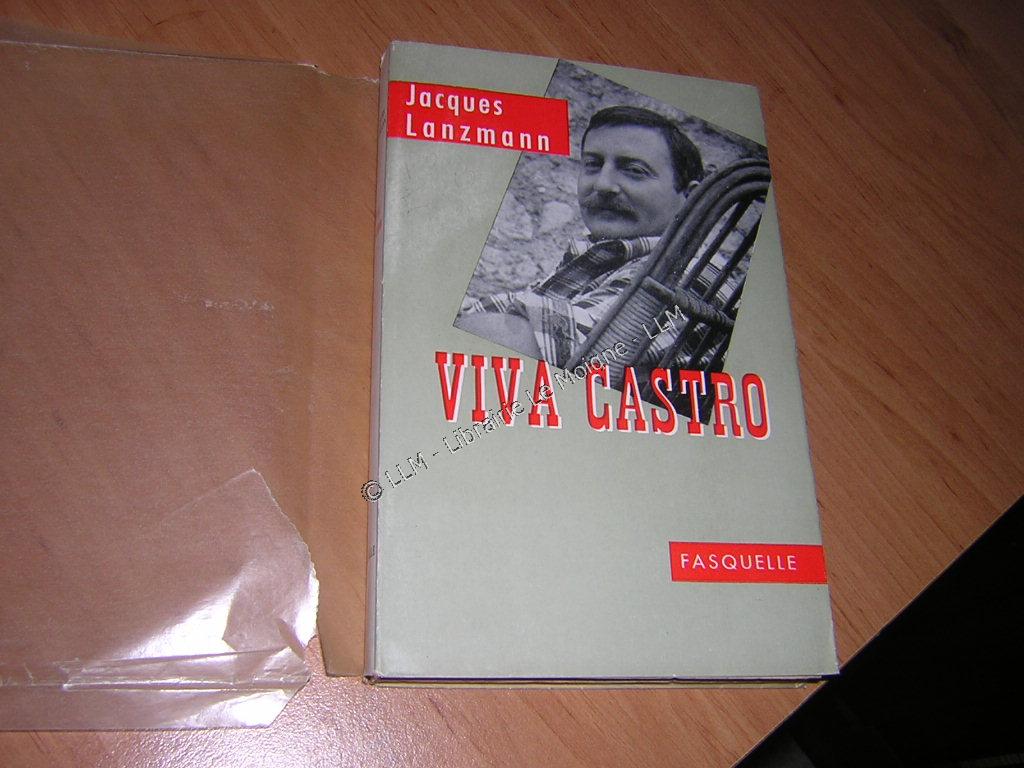 Jacques
Lanzmann
VIVA CASTRO
© LLM - Librairie Le Moigne - LLM
FASQUELLE